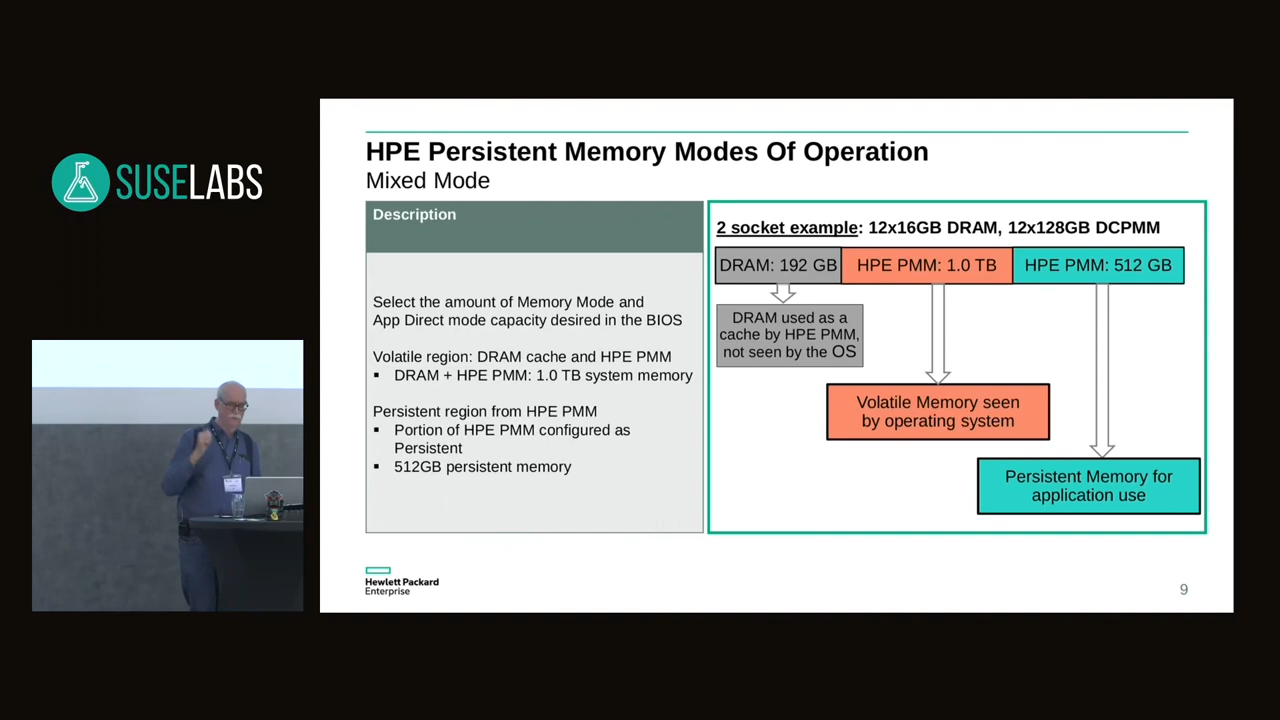 SUSELABS
HPE Persistent Memory Modes Of Operation
Mixed Mode
Description
Select the amount of Memory Mode and
App Direct mode capacity desired in the BIOS
Volatile region: DRAM cache and HPE PMM
▪ DRAM + HPE PMM: 1.0 TB system memory
Persistent region from HPE PMM
▪ Portion of HPE PMM configured as
Persistent
▪ 512GB persistent memory
2 socket example: 12x16GB DRAM, 12x128GB DCPMM
DRAM: 192 GB
HPE PMM: 1.0 TB
HPE PMM: 512 GB
DRAM used as a
cache by HPE PMM,
not seen by the OS
Volatile Memory seen
by operating system
Persistent Memory for
application use
Hewlett Packard
Enterprise
9